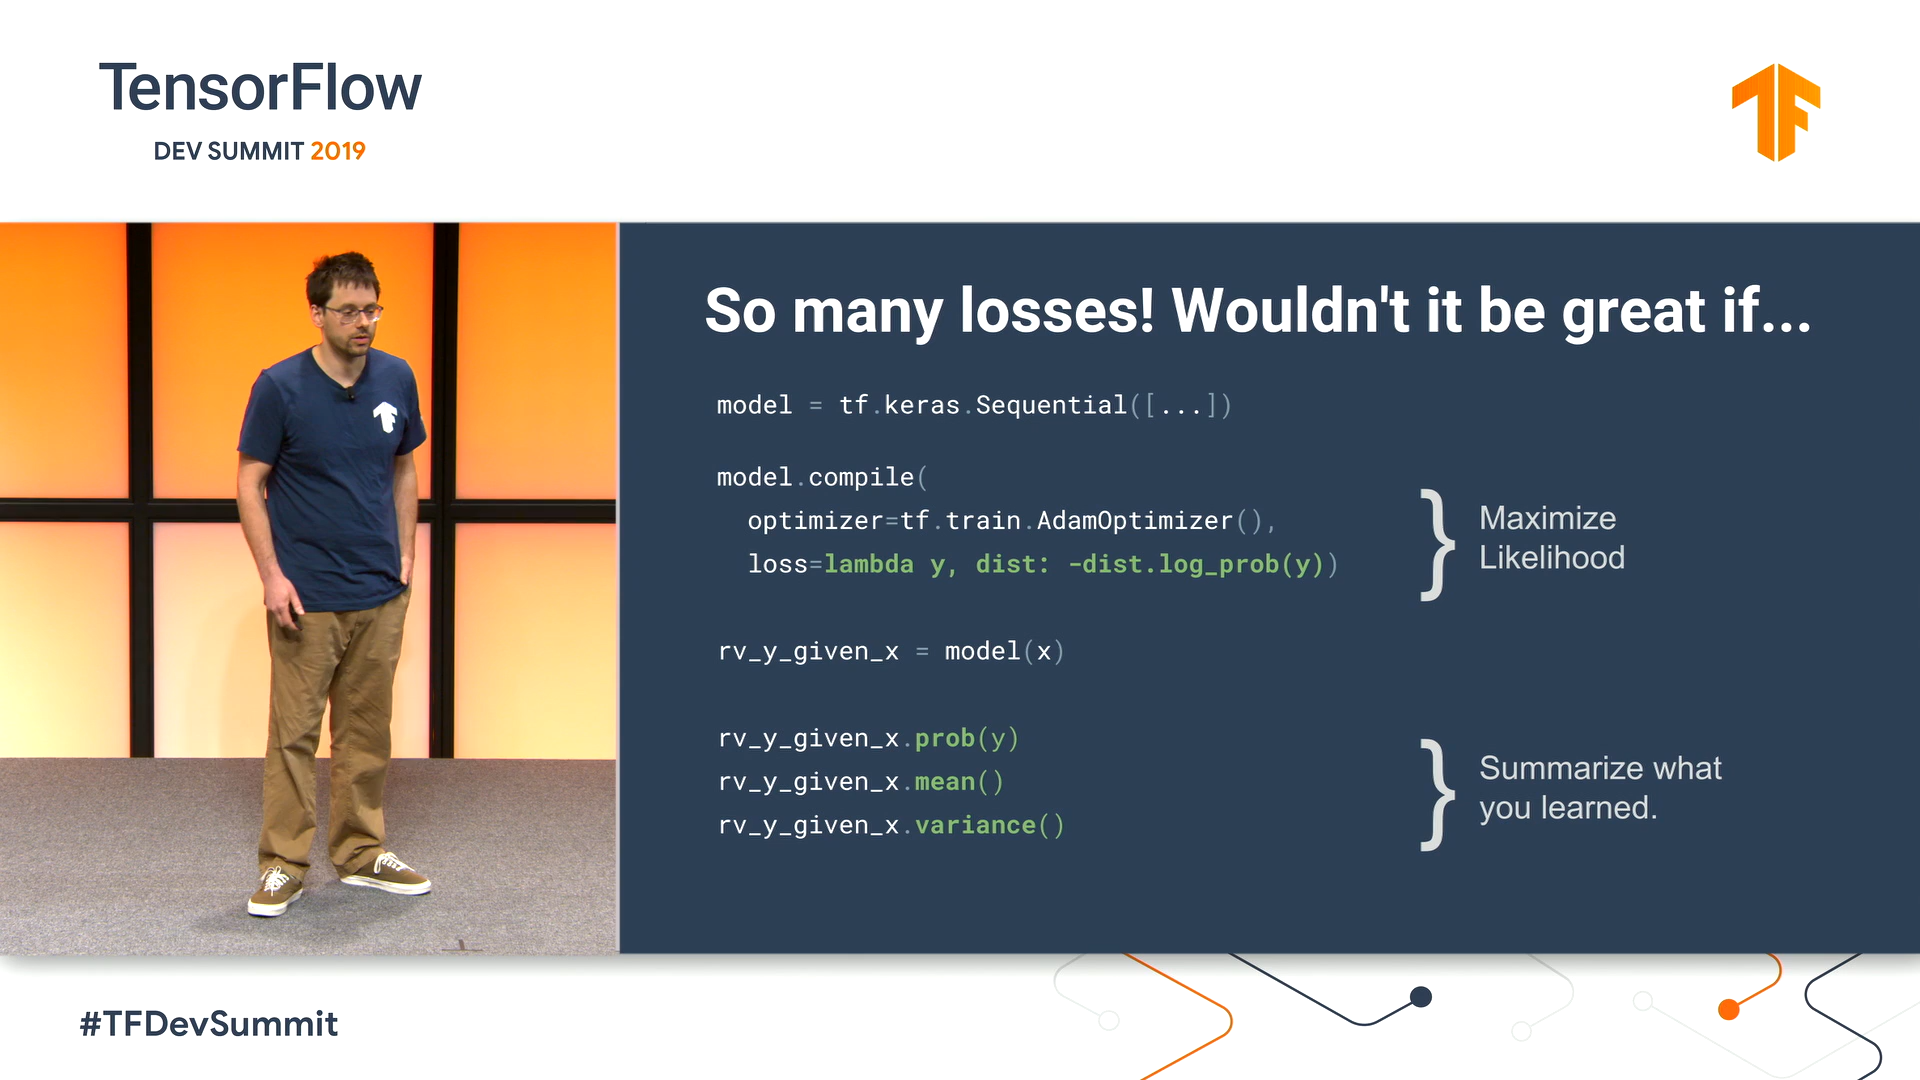 TensorFlow
DEV SUMMIT 2019
So many losses! Wouldn't it be great if...
model = tf.keras.Sequential([...])
model.compile(
optimizer=tf.train.AdamOptimizer(),
loss=lambda y, dist: -dist.log_prob(y))
} Maximize
Likelihood
rv_y_given_x = model(x)
rv_y_given_x.prob(y)
rv_y_given_x.mean()
rv_y_given_x.variance()
} Summarize what
you learned.
#TFDevSummit